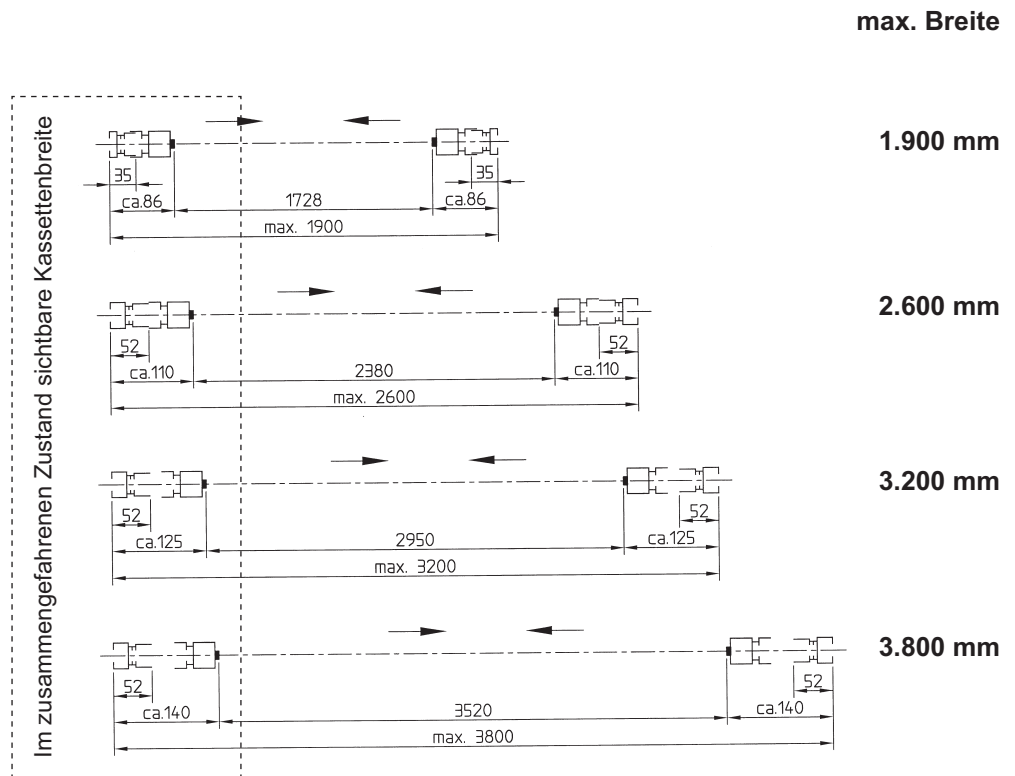 max. Breite
Im zusammengefahrenen Zustand sichtbare Kassettenbreite
1.900 mm
35
35
ca.86
1728
ca.86
max. 1900
2.600 mm
52
52
ca.110
2380
ca.110
max. 2600
3.200 mm
52
52
ca.125
2950
ca.125
max. 3200
3.800 mm
52
52
ca.140
3520
ca.140
max. 3800